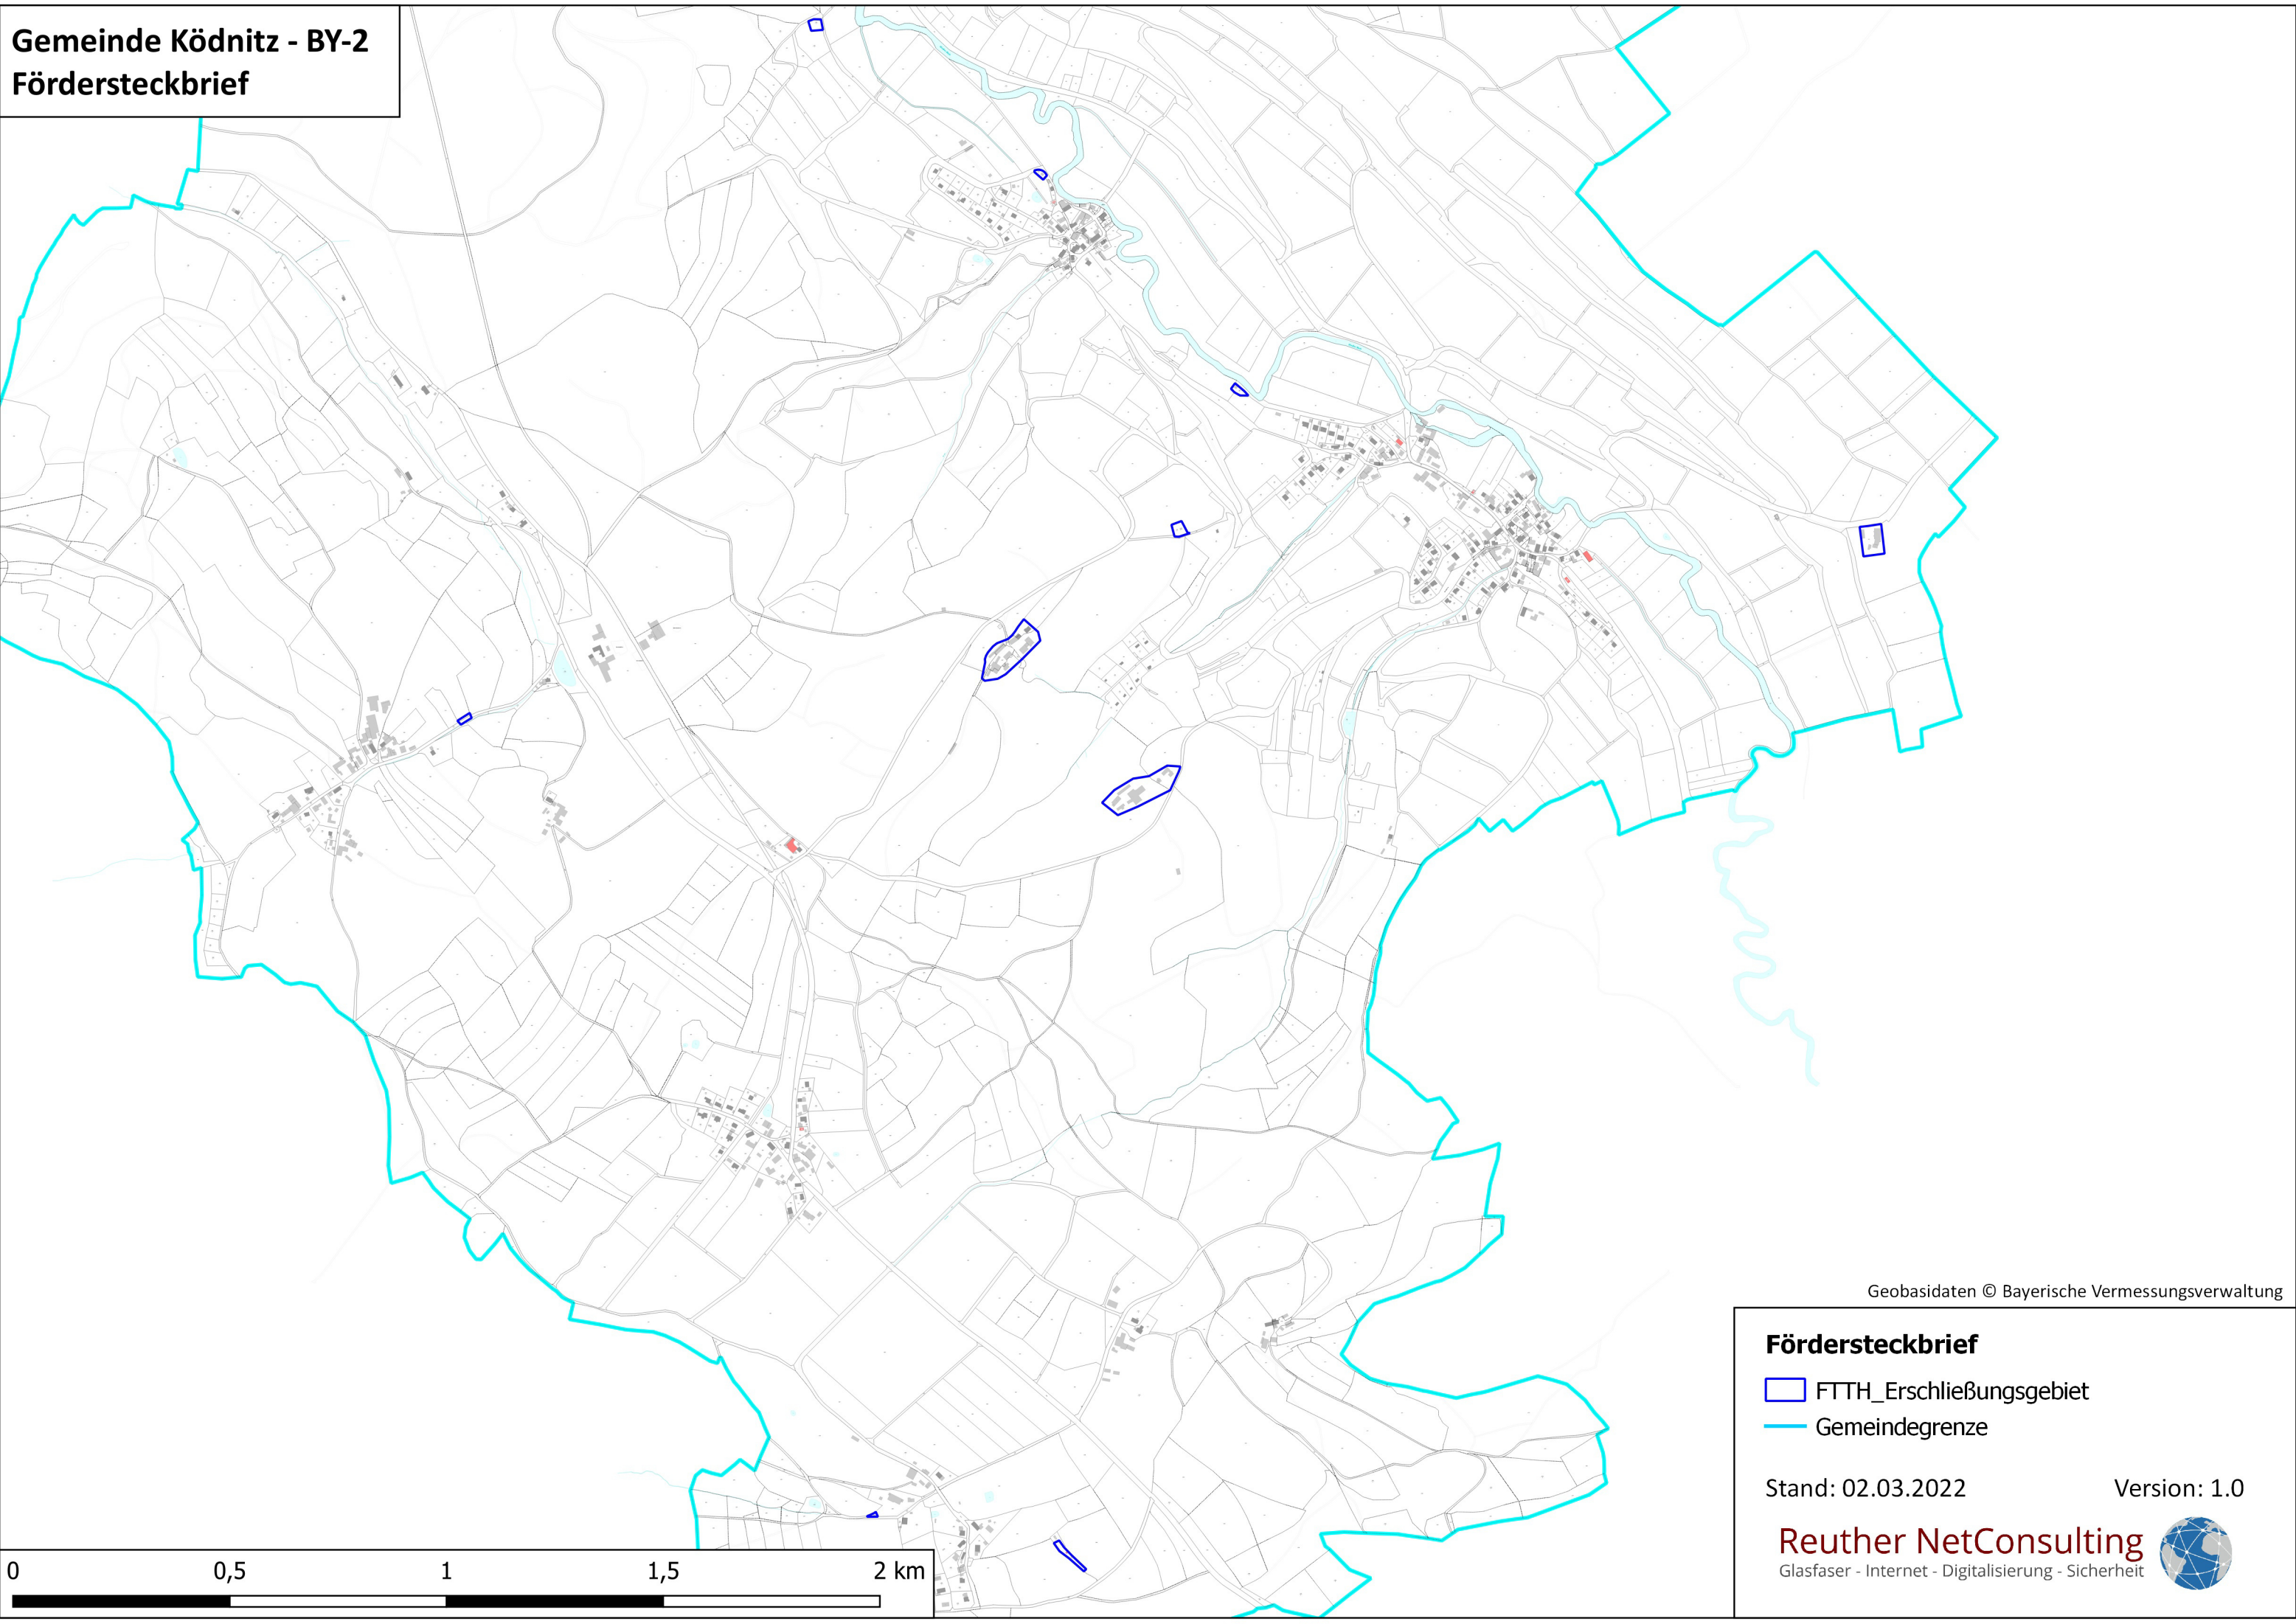 Gemeinde Ködnitz - BY-2
Fördersteckbrief
Geobasidaten © Bayerische Vermessungsverwaltung
Fördersteckbrief
FTTH_Erschließungsgebiet
Gemeindegrenze
Stand: 02.03.2022 Version: 1.0
Reuther NetConsulting
Glasfaser - Internet - Digitalisierung - Sicherheit
0 0,5 1 1,5 2 km